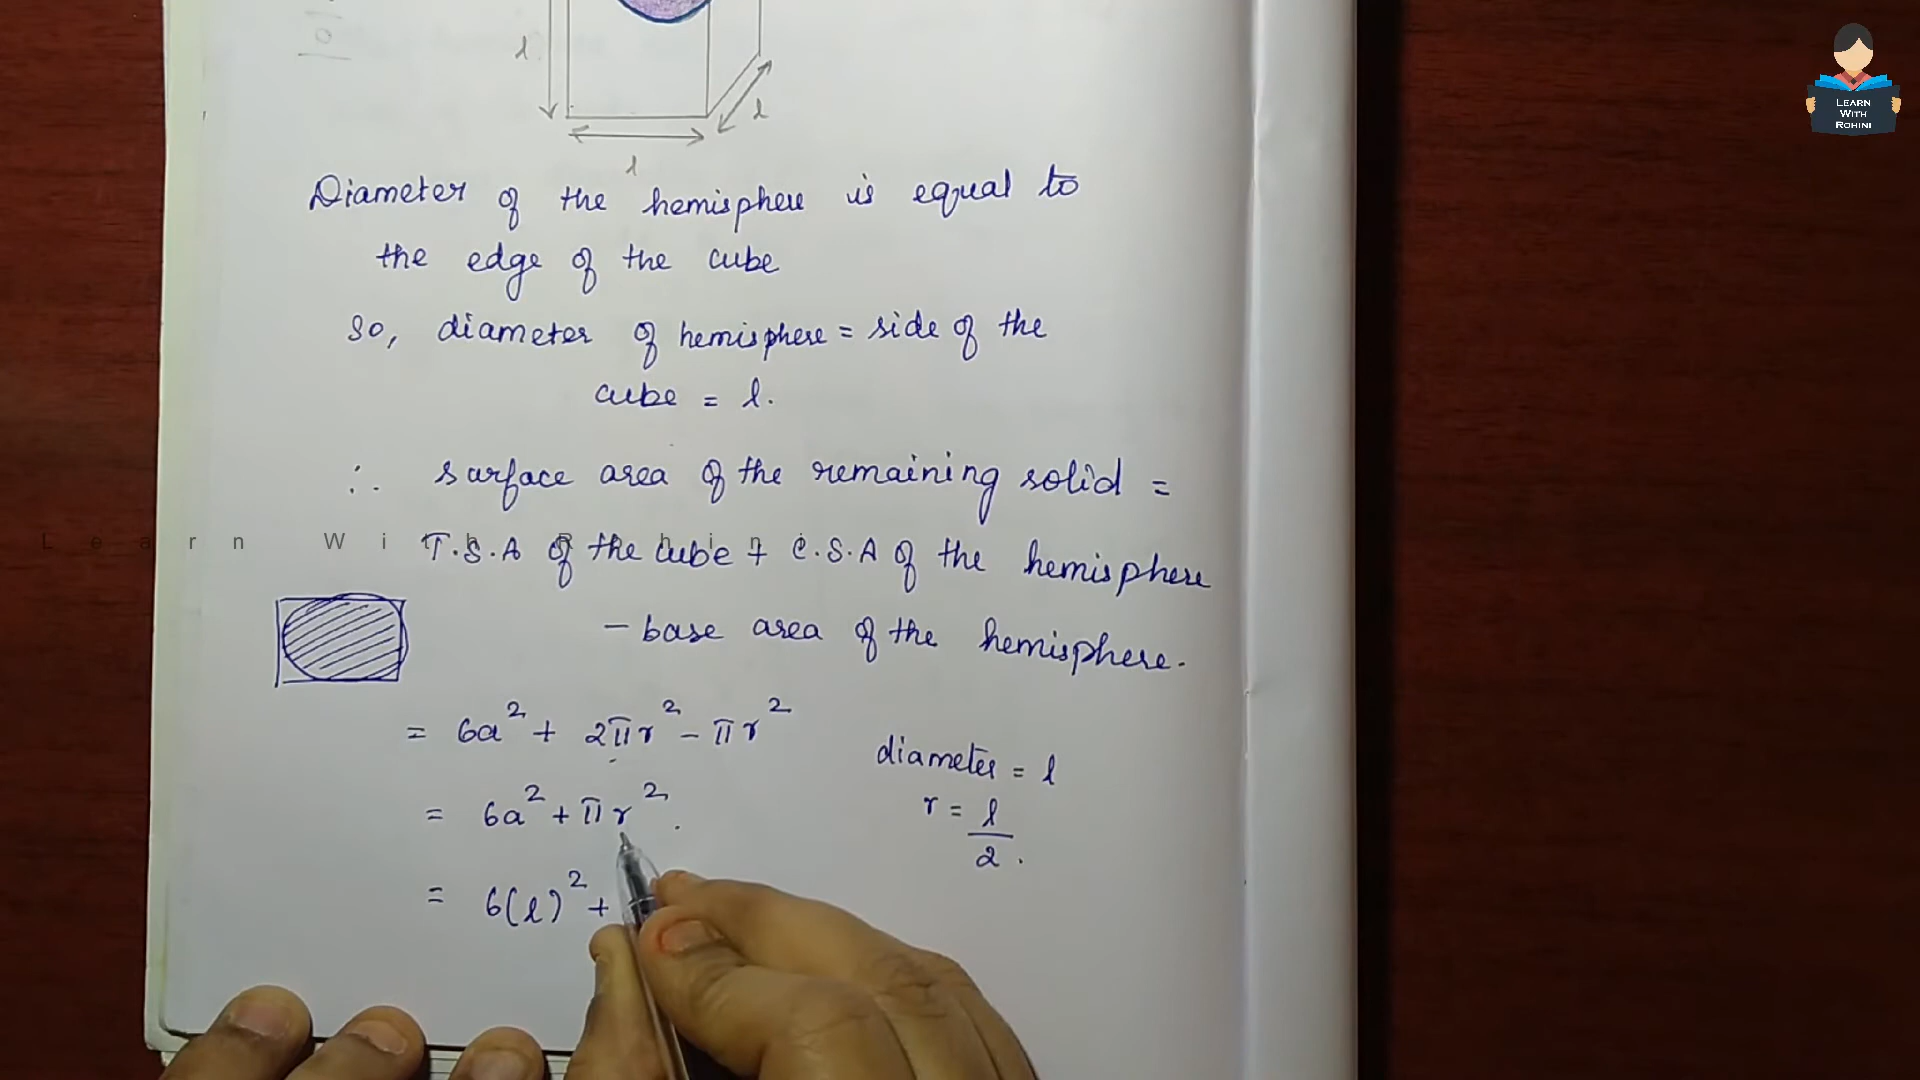 LEARN
WITH
ROHINI
l
l
l
Diameter of the hemisphere is equal to
the edge of the cube
So, diameter of hemisphere = side of the
cube = l.
∴ surface area of the remaining solid =
Learn With Rohini
T.S.A of the cube + C.S.A of the hemisphere
- base area of the hemisphere.
= 6a² + 2πr² - πr²
diameter = l
= 6a² + πr².
r = l/2.
= 6(l)² +